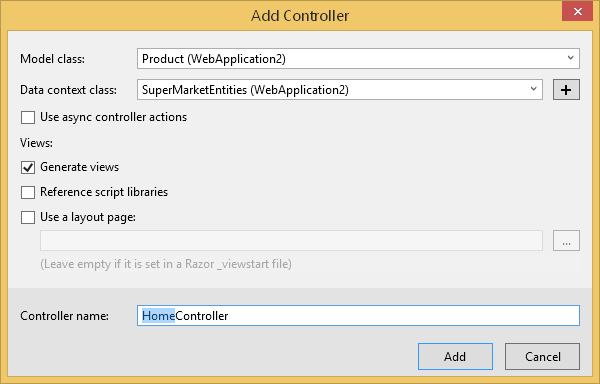 Add Controller
Model class: Product (WebApplication2)
Data context class: SuperMarketEntities (WebApplication2)
Use async controller actions
Views:
Generate views
Reference script libraries
Use a layout page:
...
(Leave empty if it is set in a Razor _viewstart file)
Controller name: HomeController
Add Cancel